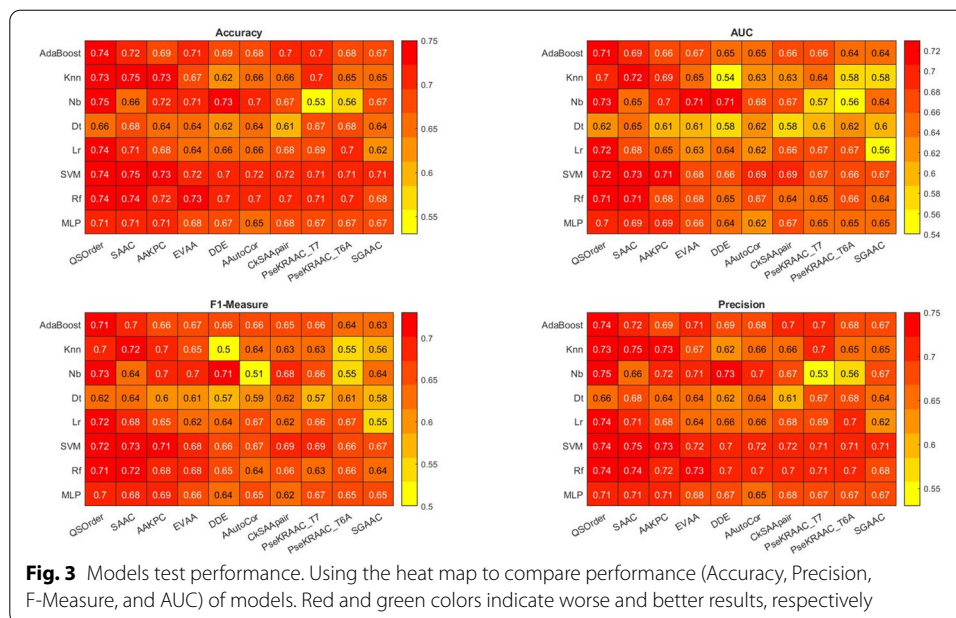 Accuracy
AdaBoost 0.74 0.72 0.69 0.71 0.69 0.68 0.7 0.7 0.68 0.67
Knn 0.73 0.75 0.73 0.67 0.62 0.66 0.66 0.7 0.65 0.65
Nb 0.75 0.66 0.72 0.71 0.73 0.7 0.67 0.53 0.56 0.67
Dt 0.66 0.68 0.64 0.64 0.62 0.64 0.61 0.67 0.68 0.64
Lr 0.74 0.71 0.68 0.64 0.66 0.66 0.68 0.69 0.7 0.62
SVM 0.74 0.75 0.73 0.72 0.7 0.72 0.72 0.71 0.71 0.71
Rf 0.74 0.74 0.72 0.73 0.7 0.7 0.7 0.71 0.7 0.68
MLP 0.71 0.71 0.71 0.68 0.67 0.65 0.68 0.67 0.67 0.67
QSOrder SAAC AAKPC EVAA DDE AAutoCor CkSAApair PseKRAAC_T7 PseKRAAC_T6A SGAAC
0.75
0.7
0.65
0.6
0.55
AUC
AdaBoost 0.71 0.69 0.66 0.67 0.65 0.65 0.67 0.66 0.64 0.64
Knn 0.7 0.72 0.69 0.65 0.54 0.63 0.63 0.64 0.58 0.58
Nb 0.73 0.65 0.7 0.71 0.71 0.68 0.67 0.57 0.56 0.64
Dt 0.62 0.65 0.61 0.61 0.58 0.62 0.58 0.6 0.62 0.6
Lr 0.72 0.68 0.65 0.63 0.64 0.62 0.66 0.67 0.67 0.56
SVM 0.72 0.73 0.71 0.68 0.66 0.69 0.69 0.67 0.66 0.67
Rf 0.71 0.71 0.68 0.68 0.65 0.67 0.64 0.65 0.66 0.64
MLP 0.7 0.69 0.69 0.66 0.64 0.62 0.67 0.65 0.65 0.65
QSOrder SAAC AAKPC EVAA DDE AAutoCor CkSAApair PseKRAAC_T7 PseKRAAC_T6A SGAAC
0.72
0.7
0.68
0.66
0.64
0.62
0.6
0.58
0.56
0.54
F1-Measure
AdaBoost 0.71 0.7 0.66 0.67 0.66 0.66 0.65 0.66 0.64 0.63
Knn 0.7 0.72 0.7 0.65 0.5 0.64 0.63 0.63 0.55 0.56
Nb 0.73 0.64 0.7 0.7 0.71 0.51 0.68 0.66 0.55 0.64
Dt 0.62 0.64 0.6 0.61 0.57 0.59 0.62 0.57 0.61 0.58
Lr 0.72 0.68 0.65 0.62 0.64 0.67 0.62 0.66 0.67 0.55
SVM 0.72 0.73 0.71 0.68 0.66 0.67 0.69 0.69 0.66 0.67
Rf 0.71 0.72 0.68 0.68 0.65 0.64 0.66 0.63 0.66 0.64
MLP 0.7 0.68 0.69 0.66 0.64 0.65 0.62 0.67 0.65 0.65
QSOrder SAAC AAKPC EVAA DDE AAutoCor CkSAApair PseKRAAC_T7 PseKRAAC_T6A SGAAC
0.7
0.65
0.6
0.55
0.5
Precision
AdaBoost 0.74 0.72 0.69 0.71 0.69 0.68 0.7 0.7 0.68 0.67
Knn 0.73 0.75 0.73 0.67 0.62 0.66 0.66 0.7 0.65 0.65
Nb 0.75 0.66 0.72 0.71 0.73 0.7 0.67 0.53 0.56 0.67
Dt 0.66 0.68 0.64 0.64 0.62 0.64 0.61 0.67 0.68 0.64
Lr 0.74 0.71 0.68 0.64 0.66 0.66 0.68 0.69 0.7 0.62
SVM 0.74 0.75 0.73 0.72 0.7 0.72 0.72 0.71 0.71 0.71
Rf 0.74 0.74 0.72 0.73 0.7 0.7 0.7 0.71 0.7 0.68
MLP 0.71 0.71 0.71 0.68 0.67 0.65 0.68 0.67 0.67 0.67
QSOrder SAAC AAKPC EVAA DDE AAutoCor CkSAApair PseKRAAC_T7 PseKRAAC_T6A SGAAC
0.75
0.7
0.65
0.6
0.55
Fig. 3 Models test performance. Using the heat map to compare performance (Accuracy, Precision,
F-Measure, and AUC) of models. Red and green colors indicate worse and better results, respectively